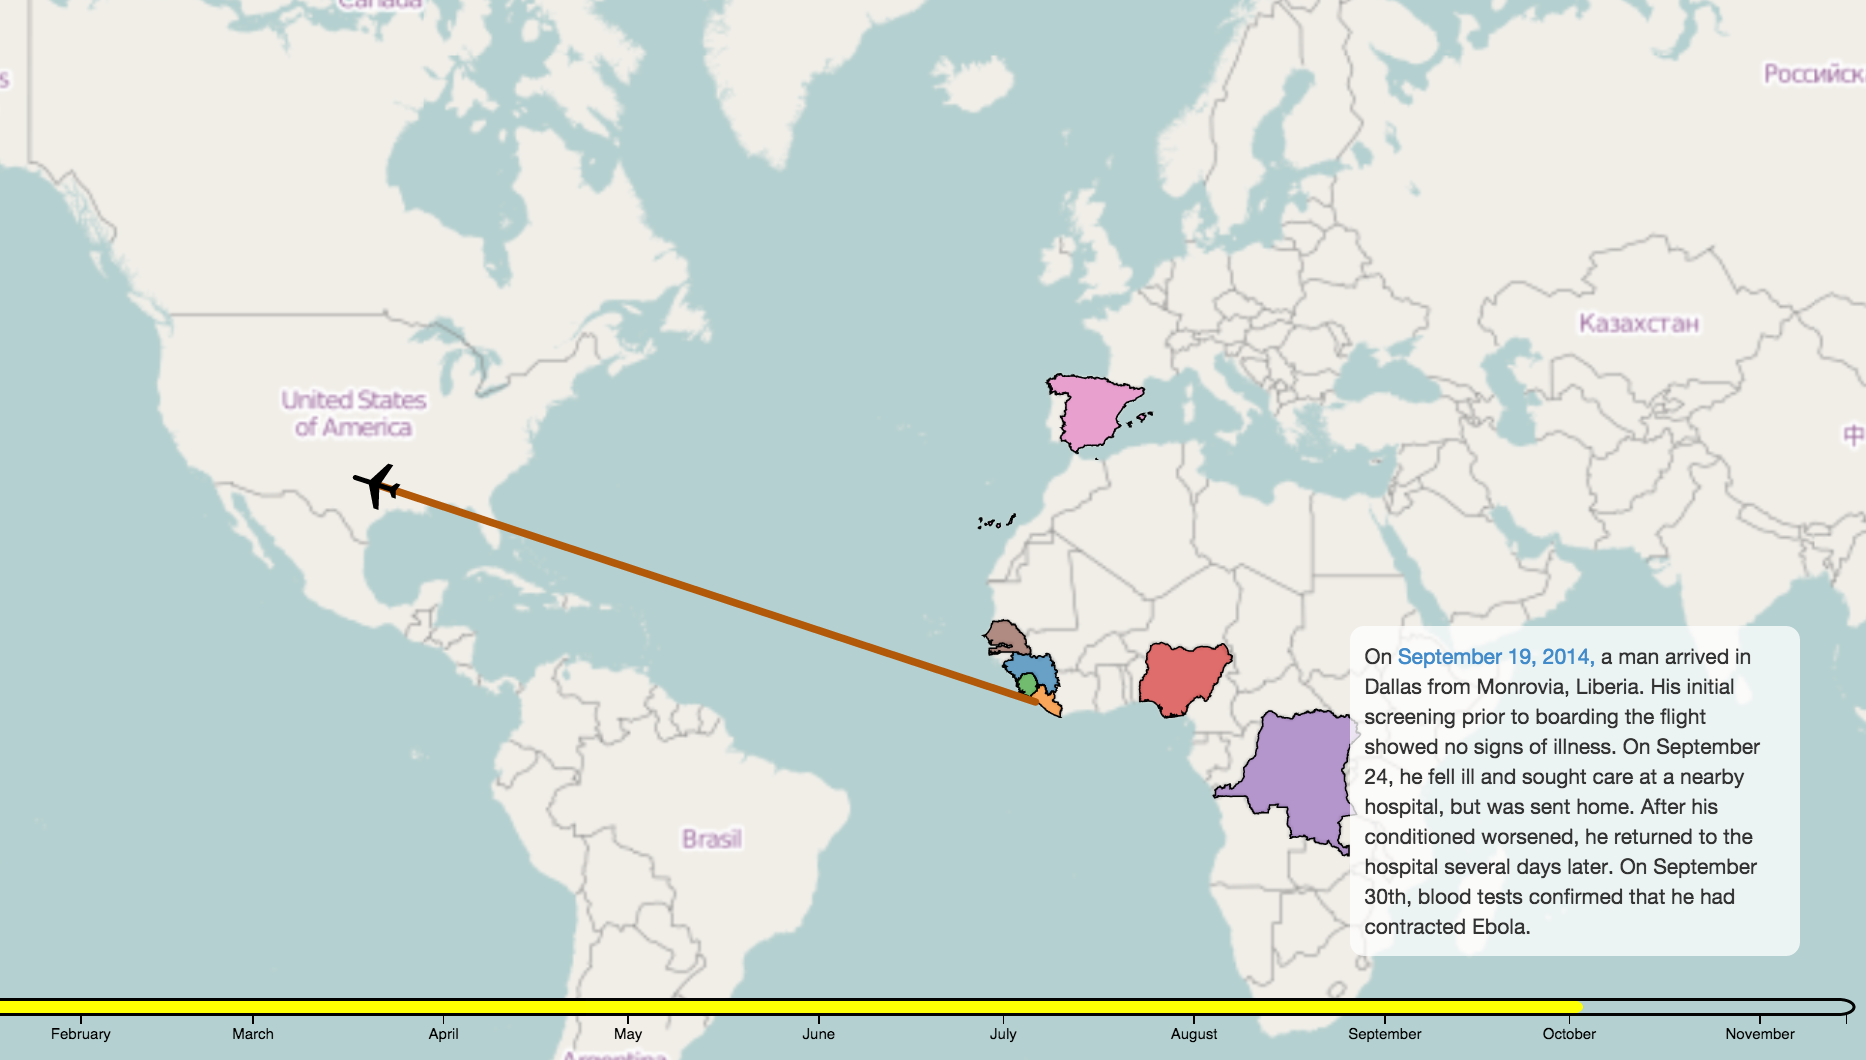 Canada
s
Российск
Казахстан
United States
of America
中
On September 19, 2014, a man arrived in
Dallas from Monrovia, Liberia. His initial
screening prior to boarding the flight
showed no signs of illness. On September
24, he fell ill and sought care at a nearby
hospital, but was sent home. After his
conditioned worsened, he returned to the
hospital several days later. On September
30th, blood tests confirmed that he had
contracted Ebola.
Brasil
February March April May June July August September October November
Argentina